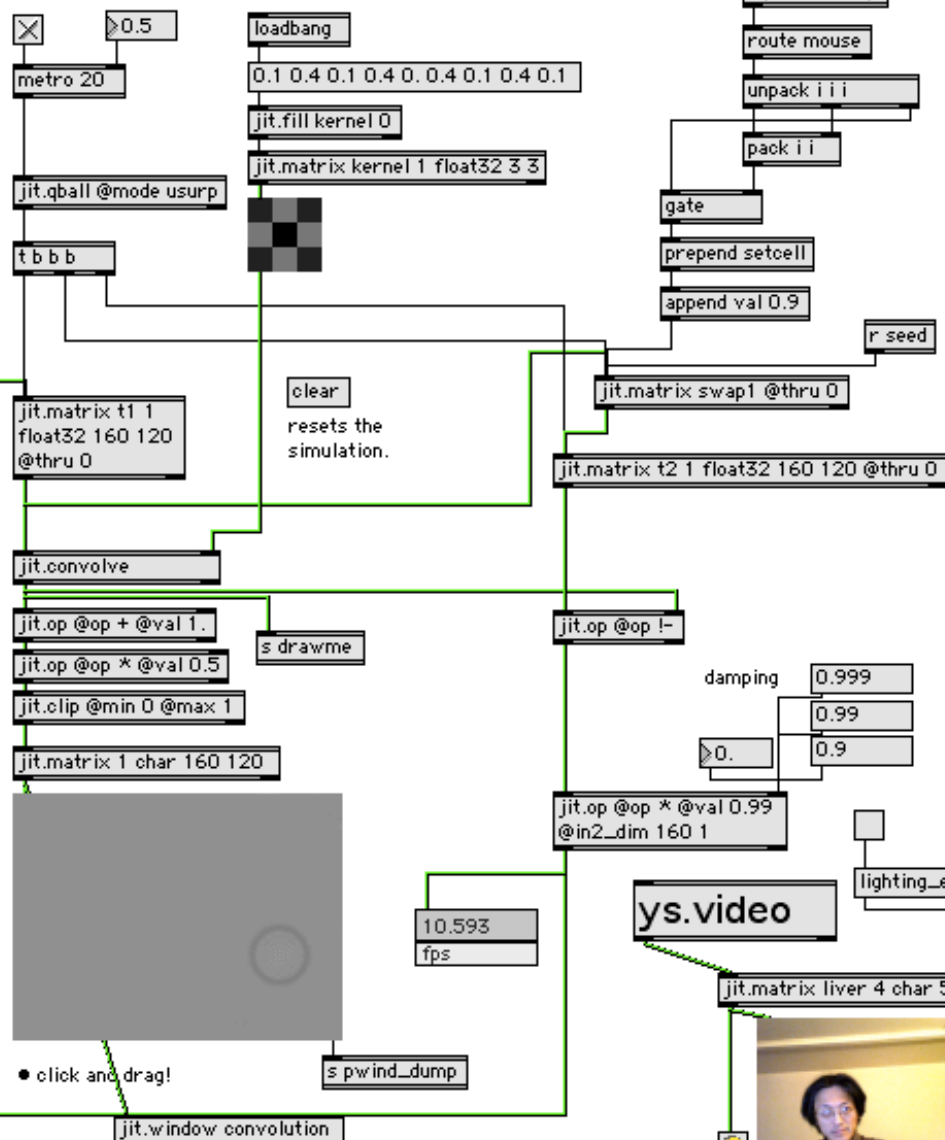 0.5
metro 20
jit.qball @mode usurp
t b b b
loadbang
0.1 0.4 0.1 0.4 0. 0.4 0.1 0.4 0.1
jit.fill kernel 0
jit.matrix kernel 1 float32 3 3
route mouse
unpack i i i
pack i i
gate
prepend setcell
append val 0.9
r seed
jit.matrix swap1 @thru 0
jit.matrix t2 1 float32 160 120 @thru 0
clear
resets the
simulation.
jit.matrix t1 1
float32 160 120
@thru 0
jit.convolve
jit.op @op + @val 1.
jit.op @op * @val 0.5
jit.clip @min 0 @max 1
jit.matrix 1 char 160 120
s drawme
jit.op @op !-
damping
0.999
0.99
0.9
0.
jit.op @op * @val 0.99
@in2_dim 160 1
10.593
fps
lighting_e
ys.video
jit.matrix liver 4 char 5
s pwind_dump
● click and drag!
jit.window convolution